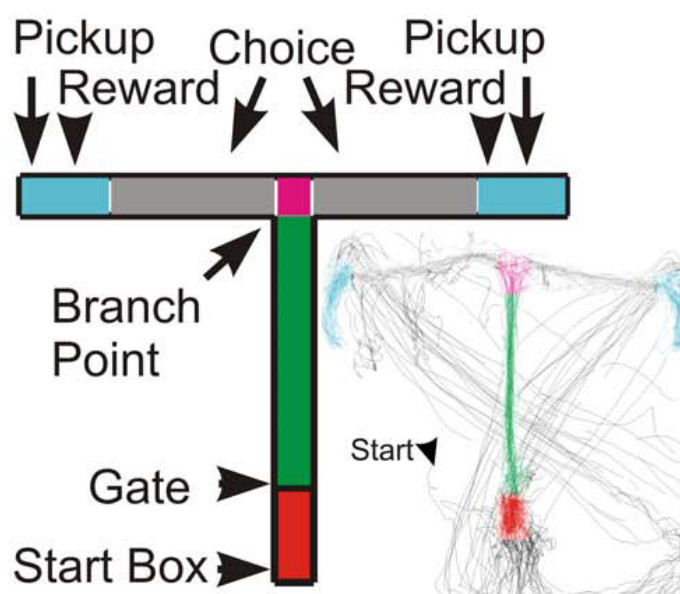 Pickup
Choice
Pickup
Reward
Reward
Branch
Point
Start
Gate
Start Box